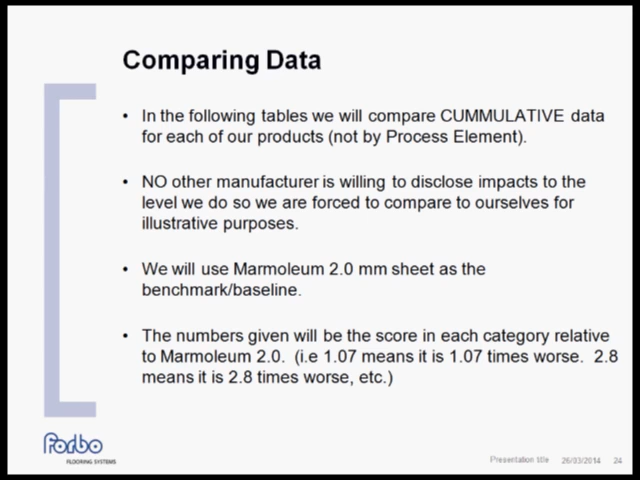 Comparing Data
• In the following tables we will compare CUMMULATIVE data
for each of our products (not by Process Element).
• NO other manufacturer is willing to disclose impacts to the
level we do so we are forced to compare to ourselves for
illustrative purposes.
• We will use Marmoleum 2.0 mm sheet as the
benchmark/baseline.
• The numbers given will be the score in each category relative
to Marmoleum 2.0. (i.e 1.07 means it is 1.07 times worse. 2.8
means it is 2.8 times worse, etc.)
Forbo
FLOORING SYSTEMS
Presentation title 26/03/2014 24